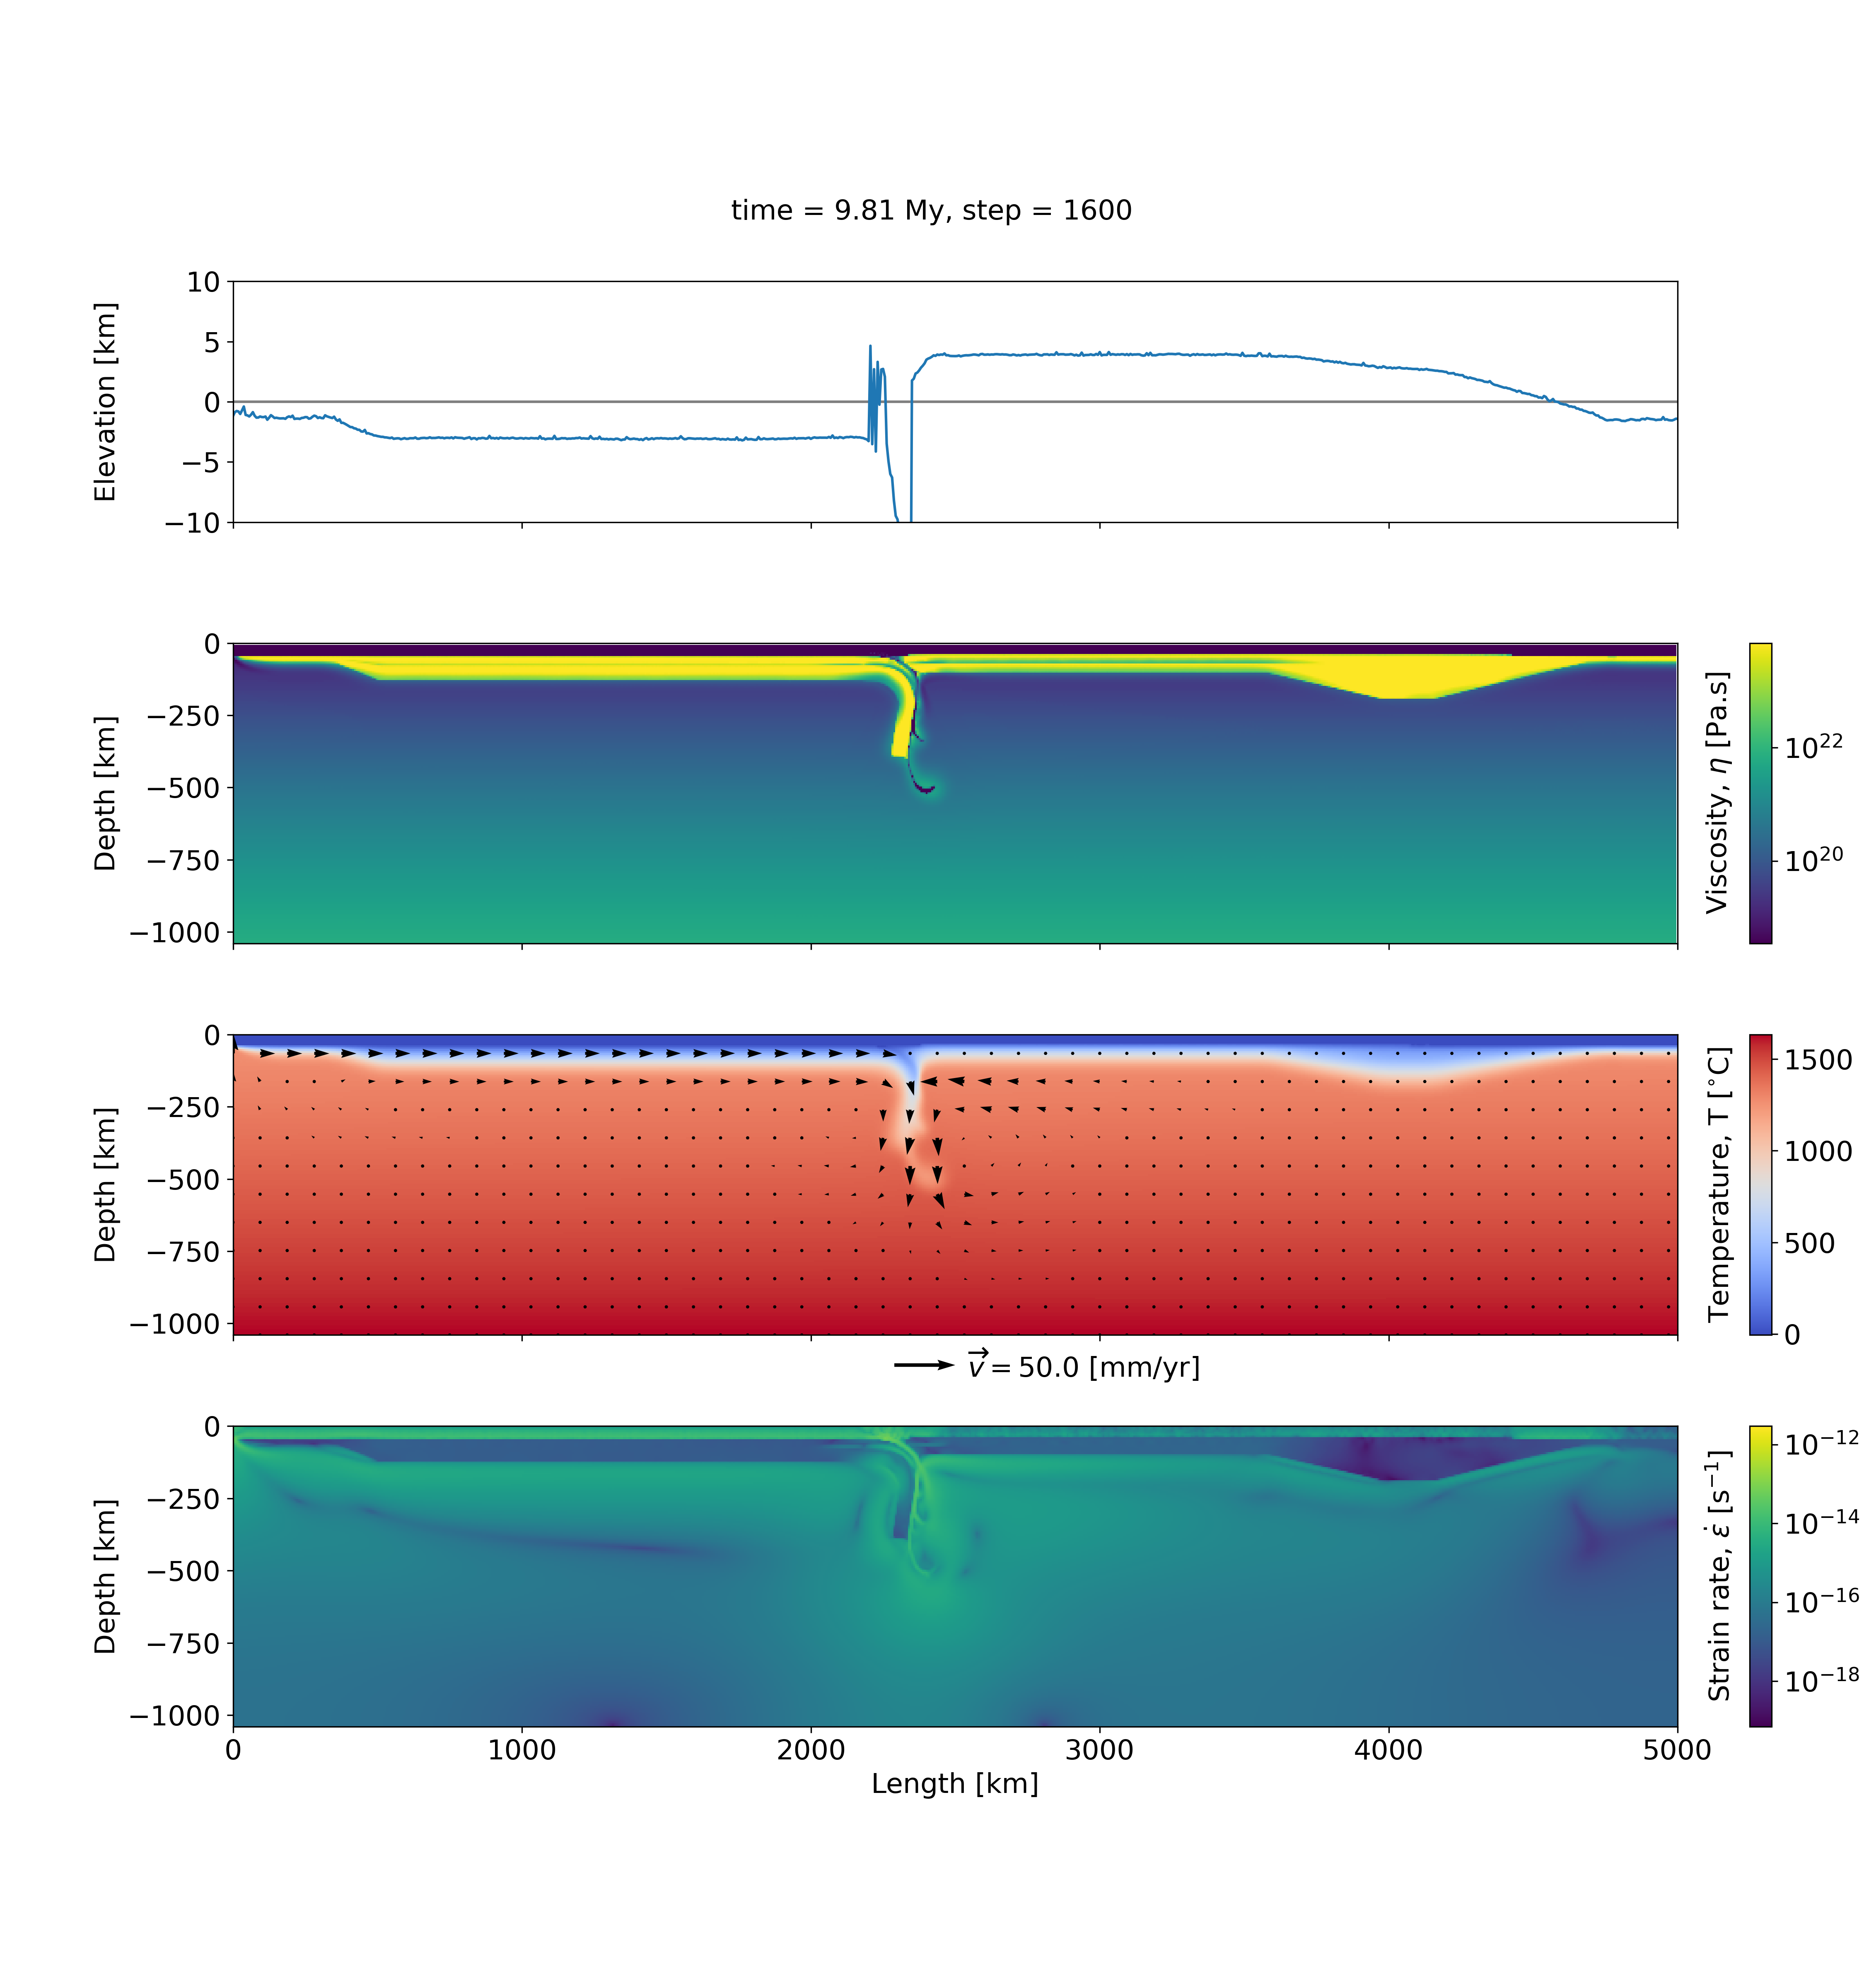 time = 9.81 My, step = 1600
10
5
0
−5
−10
Elevation [km]
0
−250
−500
−750
−1000
Depth [km]
10²²
10²⁰
Viscosity, η [Pa.s]
0
−250
−500
−750
−1000
Depth [km]
1500
1000
500
0
Temperature, T [°C]
v⃗ = 50.0 [mm/yr]
0
−250
−500
−750
−1000
Depth [km]
10⁻¹²
10⁻¹⁴
10⁻¹⁶
10⁻¹⁸
Strain rate, ε̇ [s⁻¹]
0 1000 2000 3000 4000 5000
Length [km]